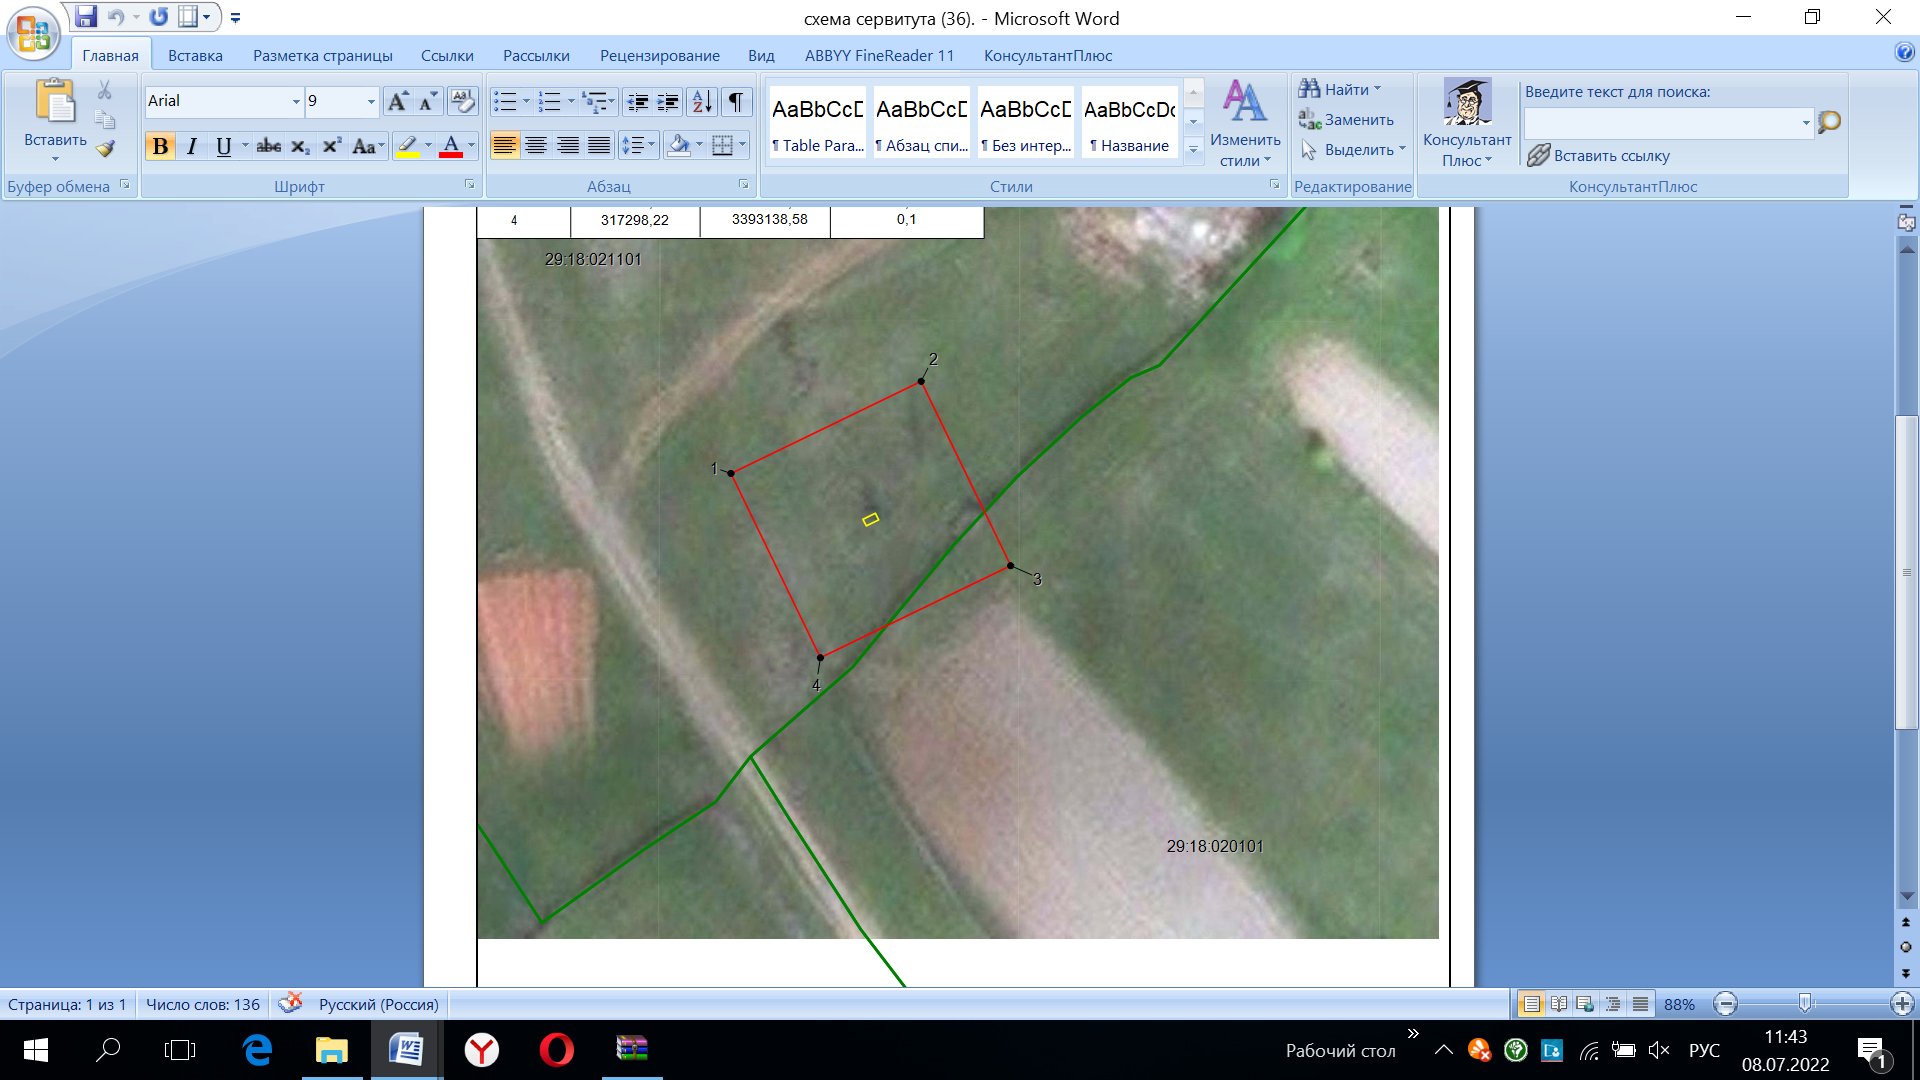 схема сервитута (36). - Microsoft Word
Главная Вставка Разметка страницы Ссылки Рассылки Рецензирование Вид ABBYY FineReader 11 КонсультантПлюс
Вставить
Буфер обмена
Arial 9
Ж К Ч
Шрифт
Абзац
AaBbCcD AaBbCcD AaBbCcD AaBbCcDc
¶ Table Para... ¶ Абзац спи... ¶ Без интер... ¶ Название
Изменить стили
Стили
Найти
Заменить
Выделить
Редактирование
Консультант Плюс
Введите текст для поиска:
Вставить ссылку
КонсультантПлюс
4 317298,22 3393138,58 0,1
29:18:021101
2
1
3
4
29:18:020101
Страница: 1 из 1 Число слов: 136 Русский (Россия) 88%
Рабочий стол РУС 11:43
08.07.2022
1